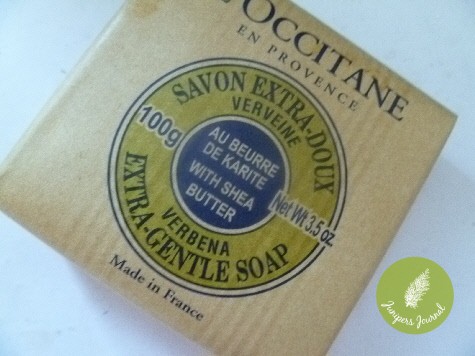 L'OCCITANE
EN PROVENCE
SAVON EXTRA-DOUX
VERVEINE
100g
AU BEURRE
DE KARITE
WITH SHEA
BUTTER
Net Wt 3.5 oz.
VERBENA
EXTRA-GENTLE SOAP
Made in France
Junipers Journal